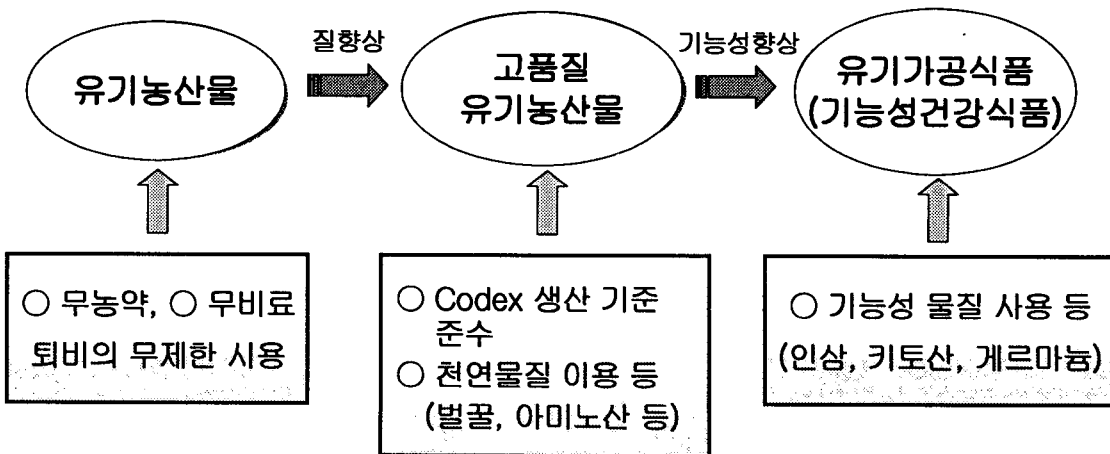 유기농산물
질향상
고품질
유기농산물
기능성향상
유기가공식품
(기능성건강식품)
○ 무농약, ○ 무비료
퇴비의 무제한 시용
○ Codex 생산 기준
준수
○ 천연물질 이용 등
(벌꿀, 아미노산 등)
○ 기능성 물질 사용 등
(인삼, 키토산, 게르마늄)